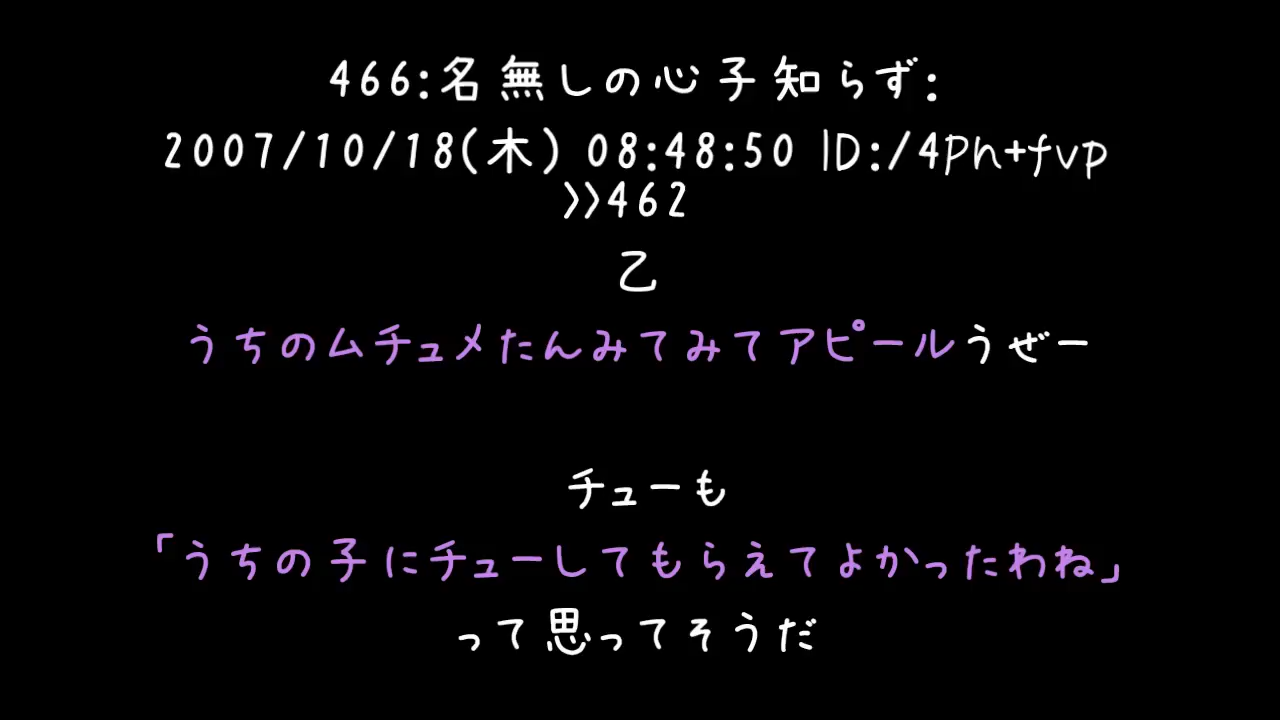 466:名無しの心子知らず:
2007/10/18(木) 08:48:50 ID:/4Ph+fvp
>>462
乙
うちのムチュメたんみてみてアピールうぜー
チューも
「うちの子にチューしてもらえてよかったわね」
って思ってそうだ